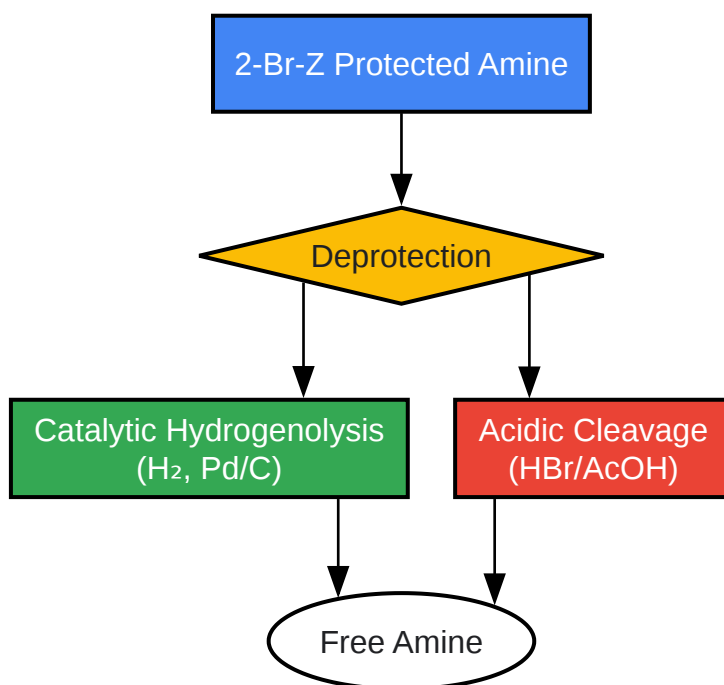 2-Br-Z Protected Amine
Deprotection
Catalytic Hydrogenolysis
(H₂, Pd/C)
Acidic Cleavage
(HBr/AcOH)
Free Amine